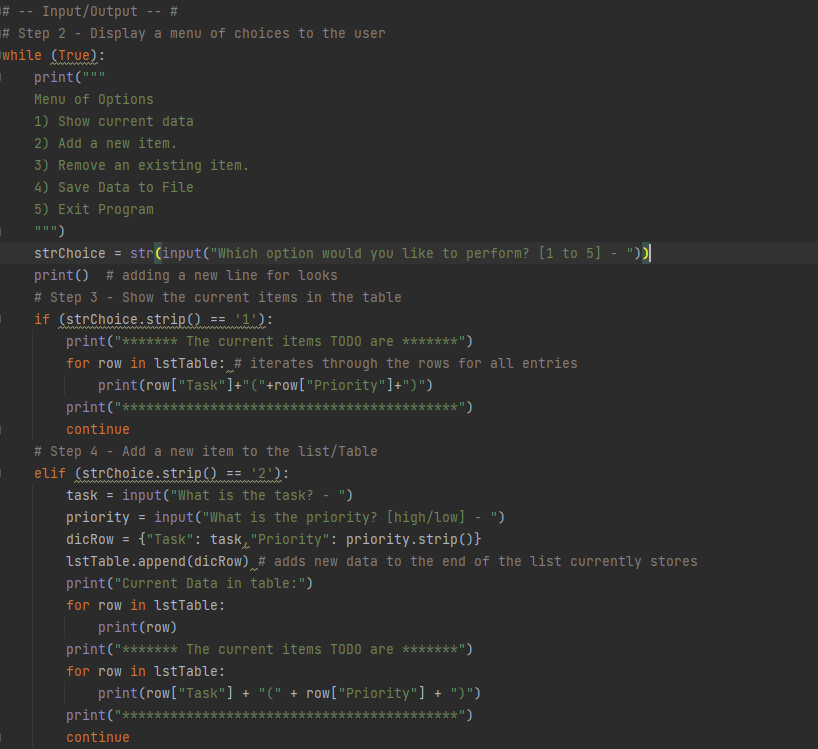 # -- Input/Output -- #
# Step 2 - Display a menu of choices to the user
while (True):
    print("""
    Menu of Options
    1) Show current data
    2) Add a new item.
    3) Remove an existing item.
    4) Save Data to File
    5) Exit Program
    """)
    strChoice = str(input("Which option would you like to perform? [1 to 5] - "))
    print()  # adding a new line for looks
    # Step 3 - Show the current items in the table
    if (strChoice.strip() == '1'):
        print("******* The current items TODO are *******")
        for row in lstTable: # iterates through the rows for all entries
            print(row["Task"]+"("+row["Priority"]+")")
        print("******************************************")
        continue
    # Step 4 - Add a new item to the list/Table
    elif (strChoice.strip() == '2'):
        task = input("What is the task? - ")
        priority = input("What is the priority? [high/low] - ")
        dicRow = {"Task": task,"Priority": priority.strip()}
        lstTable.append(dicRow) # adds new data to the end of the list currently stores
        print("Current Data in table:")
        for row in lstTable:
            print(row)
        print("******* The current items TODO are *******")
        for row in lstTable:
            print(row["Task"] + "(" + row["Priority"] + ")")
        print("******************************************")
        continue